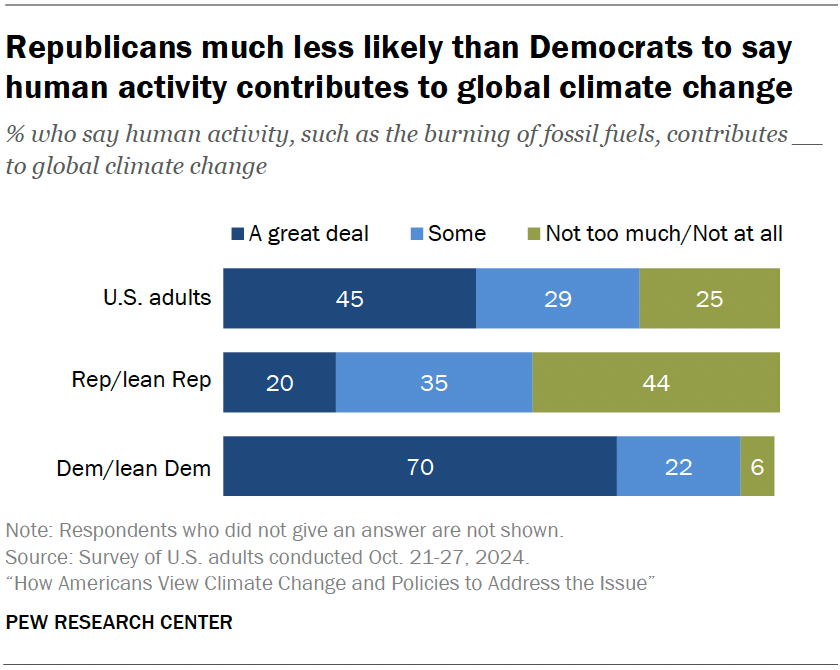 Republicans much less likely than Democrats to say
human activity contributes to global climate change
% who say human activity, such as the burning of fossil fuels, contributes __
to global climate change
A great deal Some Not too much/Not at all
U.S. adults 45 29 25
Rep/lean Rep 20 35 44
Dem/lean Dem 70 22 6
Note: Respondents who did not give an answer are not shown.
Source: Survey of U.S. adults conducted Oct. 21-27, 2024.
“How Americans View Climate Change and Policies to Address the Issue”
PEW RESEARCH CENTER